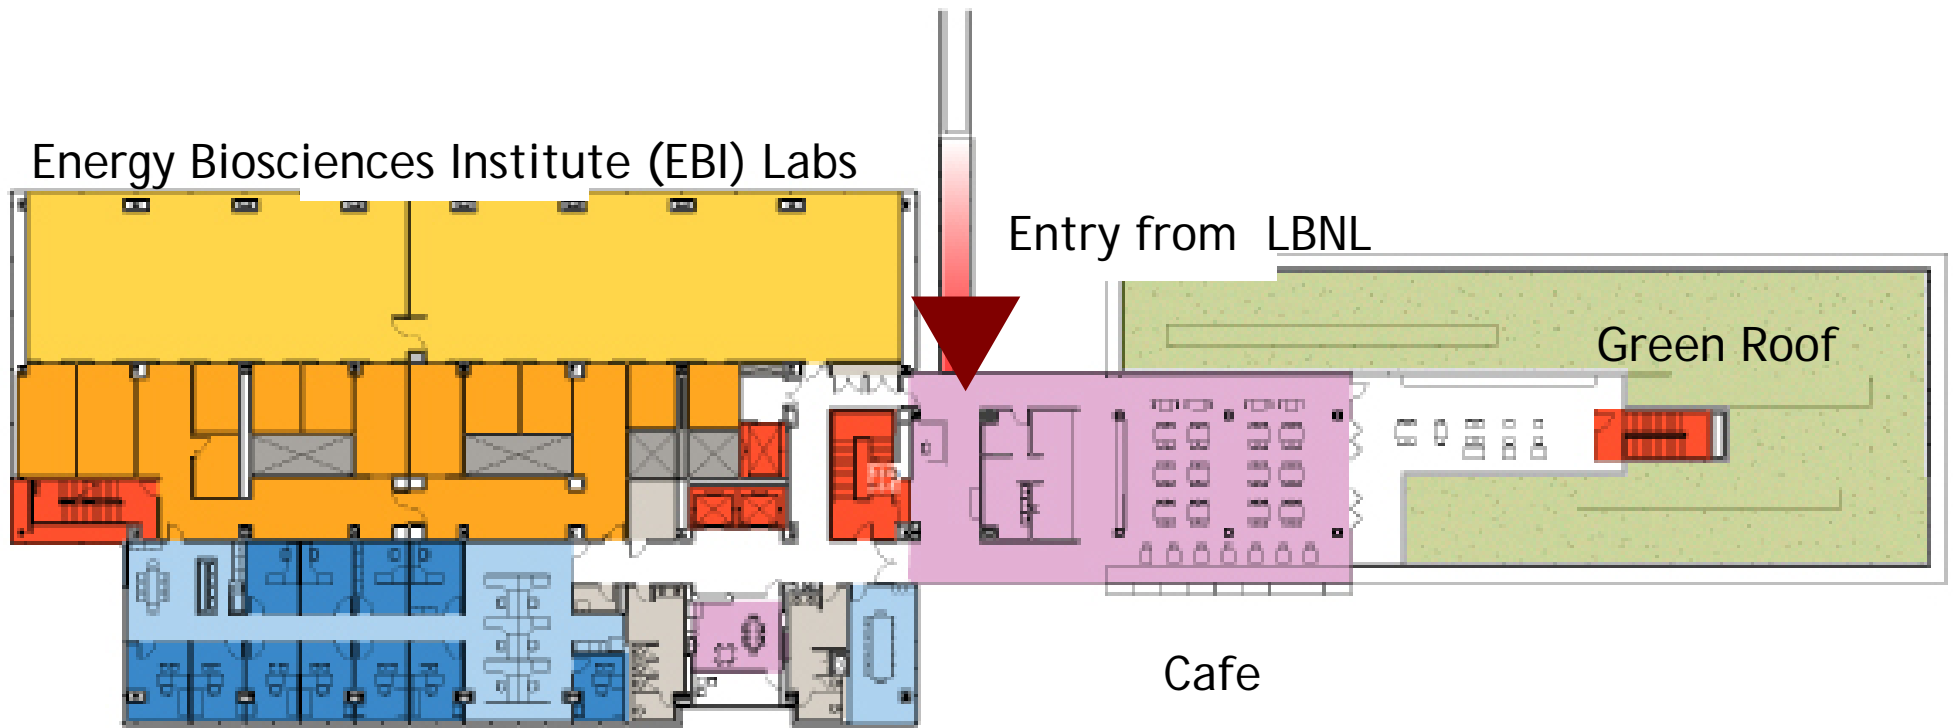 Energy Biosciences Institute (EBI) Labs
Entry from LBNL
Green Roof
Cafe